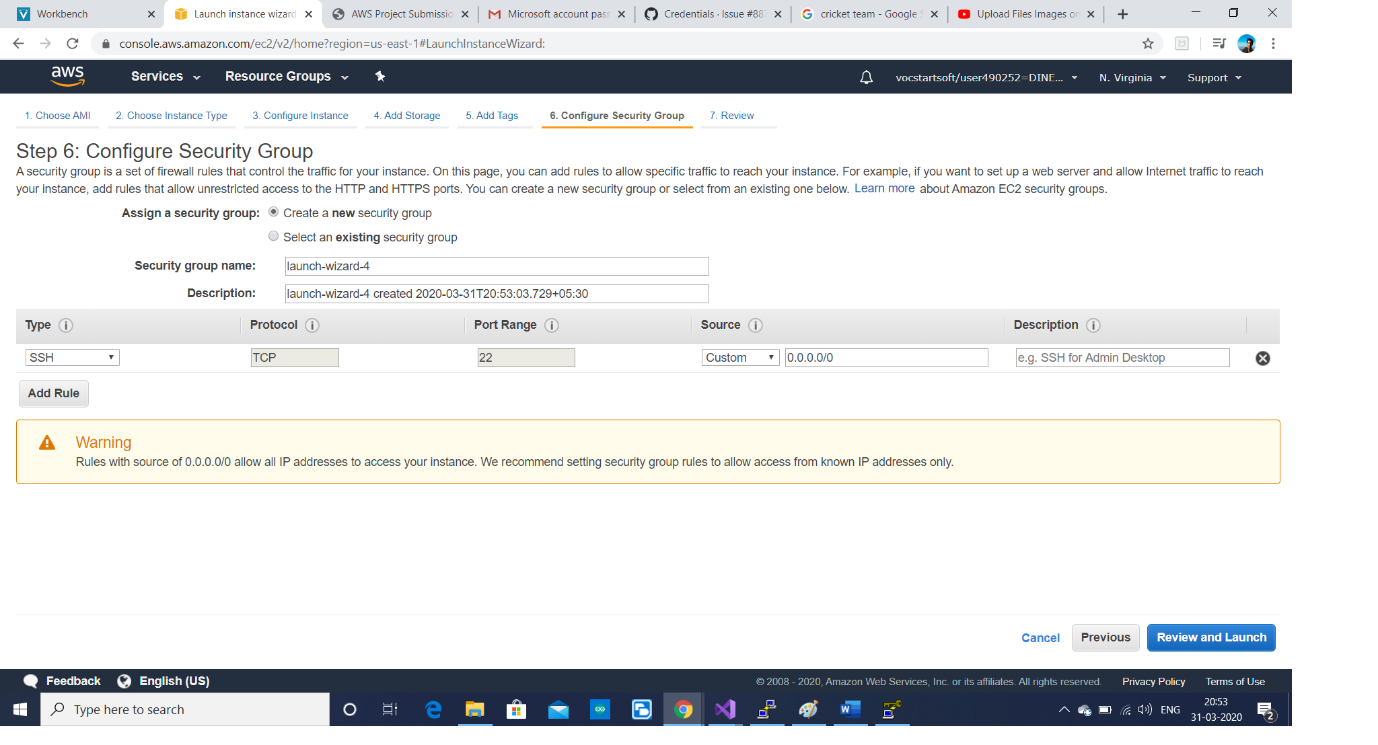 Workbench
Launch instance wizard
AWS Project Submissio
Microsoft account pass
Credentials · Issue #887
cricket team - Google S
Upload Files Images on
console.aws.amazon.com/ec2/v2/home?region=us-east-1#LaunchInstanceWizard:
aws
Services
Resource Groups
vocstartsoft/user490252=DINE...
N. Virginia
Support
1. Choose AMI
2. Choose Instance Type
3. Configure Instance
4. Add Storage
5. Add Tags
6. Configure Security Group
7. Review
Step 6: Configure Security Group
A security group is a set of firewall rules that control the traffic for your instance. On this page, you can add rules to allow specific traffic to reach your instance. For example, if you want to set up a web server and allow Internet traffic to reach
your instance, add rules that allow unrestricted access to the HTTP and HTTPS ports. You can create a new security group or select from an existing one below. Learn more about Amazon EC2 security groups.
Assign a security group: Create a new security group
Select an existing security group
Security group name: launch-wizard-4
Description: launch-wizard-4 created 2020-03-31T20:53:03.729+05:30
Type Protocol Port Range Source Description
SSH TCP 22 Custom 0.0.0.0/0 e.g. SSH for Admin Desktop
Add Rule
Warning
Rules with source of 0.0.0.0/0 allow all IP addresses to access your instance. We recommend setting security group rules to allow access from known IP addresses only.
Cancel Previous Review and Launch
Feedback English (US)
© 2008 - 2020, Amazon Web Services, Inc. or its affiliates. All rights reserved. Privacy Policy Terms of Use
Type here to search
ENG
20:53
31-03-2020
2